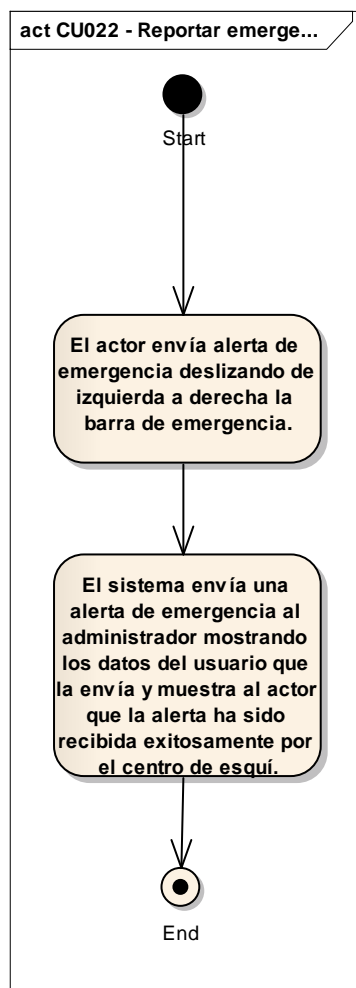 act CU022 - Reportar emerge...
Start
El actor envía alerta de
emergencia deslizando de
izquierda a derecha la
barra de emergencia.
El sistema envía una
alerta de emergencia al
administrador mostrando
los datos del usuario que
la envía y muestra al actor
que la alerta ha sido
recibida exitosamente por
el centro de esquí.
End